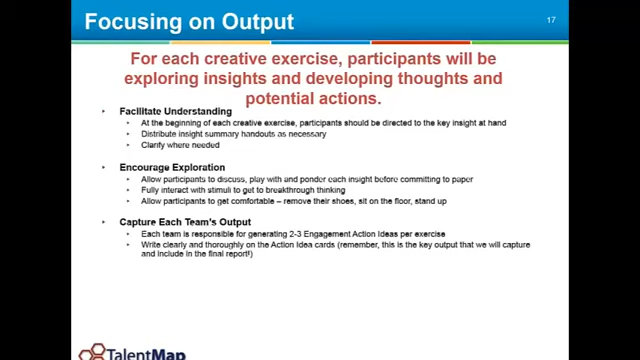 Focusing on Output
17
For each creative exercise, participants will be
exploring insights and developing thoughts and
potential actions.
Facilitate Understanding
At the beginning of each creative exercise, participants should be directed to the key insight at hand
Distribute insight summary handouts as necessary
Clarify where needed
Encourage Exploration
Allow participants to discuss, play with and ponder each insight before committing to paper
Fully interact with stimuli to get to breakthrough thinking
Allow participants to get comfortable – remove their shoes, sit on the floor, stand up
Capture Each Team's Output
Each team is responsible for generating 2-3 Engagement Action Ideas per exercise
Write clearly and thoroughly on the Action Idea cards (remember, this is the key output that we will capture
and include in the final report!)
TalentMap